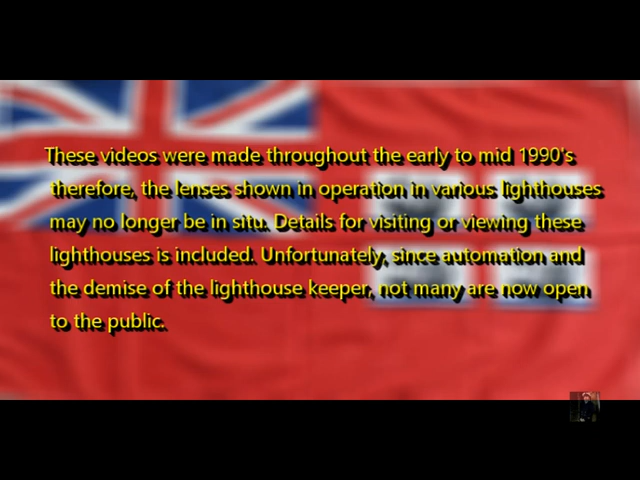 These videos were made throughout the early to mid 1990's
therefore, the lenses shown in operation in various lighthouses
may no longer be in situ. Details for visiting or viewing these
lighthouses is included. Unfortunately, since automation and
the demise of the lighthouse keeper, not many are now open
to the public.